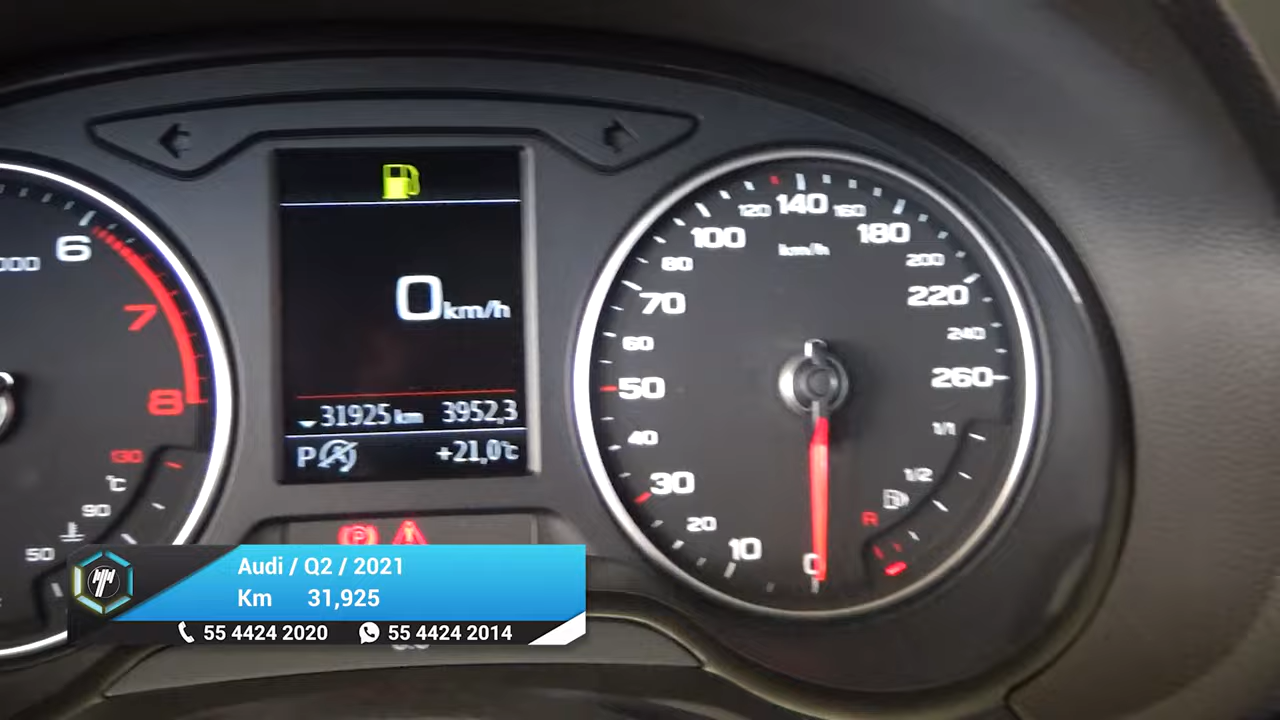 6
000
7
8
130
°C
90
50
0km/h
31925km 3952,3
P
+21,0°C
0
10
20
30
40
50
60
70
80
100
120
140
160
180
200
220
240
260
km/h
1/1
1/2
R
Audi / Q2 / 2021
Km 31,925
55 4424 2020 55 4424 2014